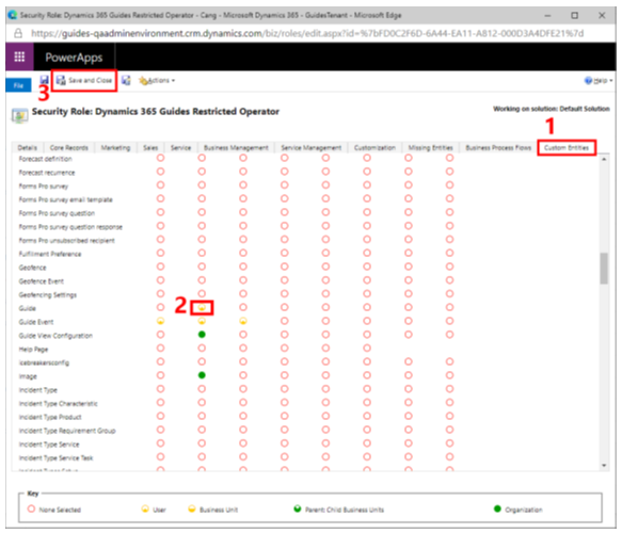 Security Role: Dynamics 365 Guides Restricted Operator - Cang - Microsoft Dynamics 365 - GuidesTenant - Microsoft Edge
https://guides-qaadminenvironment.crm.dynamics.com/biz/roles/edit.aspx?id=%7bFD0C2F6D-6A44-EA11-A812-000D3A4DFE21%7d
PowerApps
File
Save and Close
Actions
Help
3
Security Role: Dynamics 365 Guides Restricted Operator
Working on solution: Default Solution
1
Details Core Records Marketing Sales Service Business Management Service Management Customization Missing Entities Business Process Flows Custom Entities
Forecast definition
Forecast recurrence
Forms Pro survey
Forms Pro survey email template
Forms Pro survey question
Forms Pro survey question response
Forms Pro unsubscribed recipient
Fulfillment Preference
Geofence
Geofence Event
Geofencing Settings
Guide
2
Guide Event
Guide View Configuration
Help Page
Icebreakersconfig
Image
Incident Type
Incident Type Characteristic
Incident Type Product
Incident Type Requirement Group
Incident Type Service
Incident Type Service Task
Key
None Selected User Business Unit Parent: Child Business Units Organization